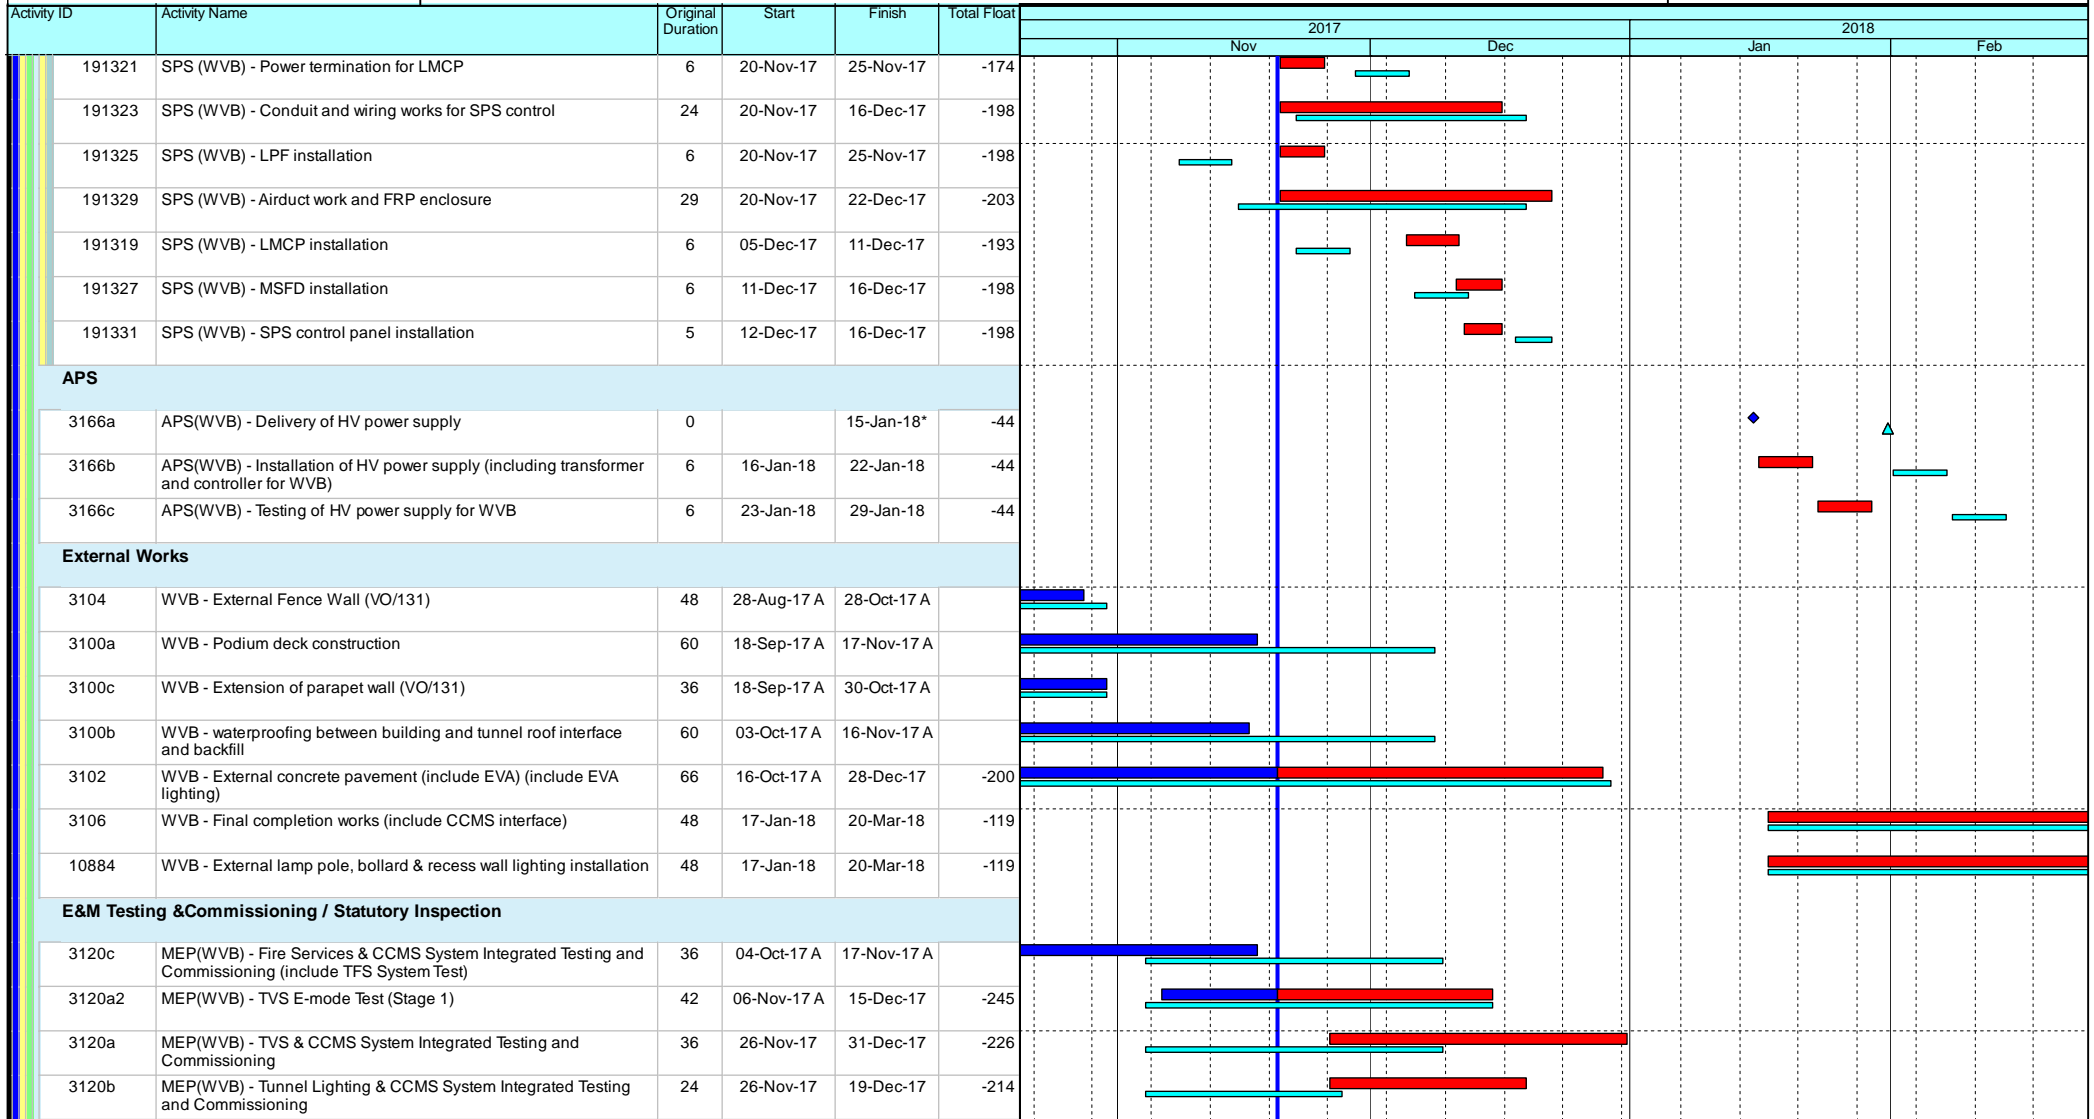 Activity ID Activity Name Original Duration Start Finish Total Float
2017 2018
Nov Dec Jan Feb
191321 SPS (WVB) - Power termination for LMCP 6 20-Nov-17 25-Nov-17 -174
191323 SPS (WVB) - Conduit and wiring works for SPS control 24 20-Nov-17 16-Dec-17 -198
191325 SPS (WVB) - LPF installation 6 20-Nov-17 25-Nov-17 -198
191329 SPS (WVB) - Airduct work and FRP enclosure 29 20-Nov-17 22-Dec-17 -203
191319 SPS (WVB) - LMCP installation 6 05-Dec-17 11-Dec-17 -193
191327 SPS (WVB) - MSFD installation 6 11-Dec-17 16-Dec-17 -198
191331 SPS (WVB) - SPS control panel installation 5 12-Dec-17 16-Dec-17 -198
APS
3166a APS(WVB) - Delivery of HV power supply 0 15-Jan-18* -44
3166b APS(WVB) - Installation of HV power supply (including transformer 6 16-Jan-18 22-Jan-18 -44
and controller for WVB)
3166c APS(WVB) - Testing of HV power supply for WVB 6 23-Jan-18 29-Jan-18 -44
External Works
3104 WVB - External Fence Wall (VO/131) 48 28-Aug-17 A 28-Oct-17 A
3100a WVB - Podium deck construction 60 18-Sep-17 A 17-Nov-17 A
3100c WVB - Extension of parapet wall (VO/131) 36 18-Sep-17 A 30-Oct-17 A
3100b WVB - waterproofing between building and tunnel roof interface 60 03-Oct-17 A 16-Nov-17 A
and backfill
3102 WVB - External concrete pavement (include EVA) (include EVA 66 16-Oct-17 A 28-Dec-17 -200
lighting)
3106 WVB - Final completion works (include CCMS interface) 48 17-Jan-18 20-Mar-18 -119
10884 WVB - External lamp pole, bollard & recess wall lighting installation 48 17-Jan-18 20-Mar-18 -119
E&M Testing &Commissioning / Statutory Inspection
3120c MEP(WVB) - Fire Services & CCMS System Integrated Testing and 36 04-Oct-17 A 17-Nov-17 A
Commissioning (include TFS System Test)
3120a2 MEP(WVB) - TVS E-mode Test (Stage 1) 42 06-Nov-17 A 15-Dec-17 -245
3120a MEP(WVB) - TVS & CCMS System Integrated Testing and 36 26-Nov-17 31-Dec-17 -226
Commissioning
3120b MEP(WVB) - Tunnel Lighting & CCMS System Integrated Testing 24 26-Nov-17 19-Dec-17 -214
and Commissioning